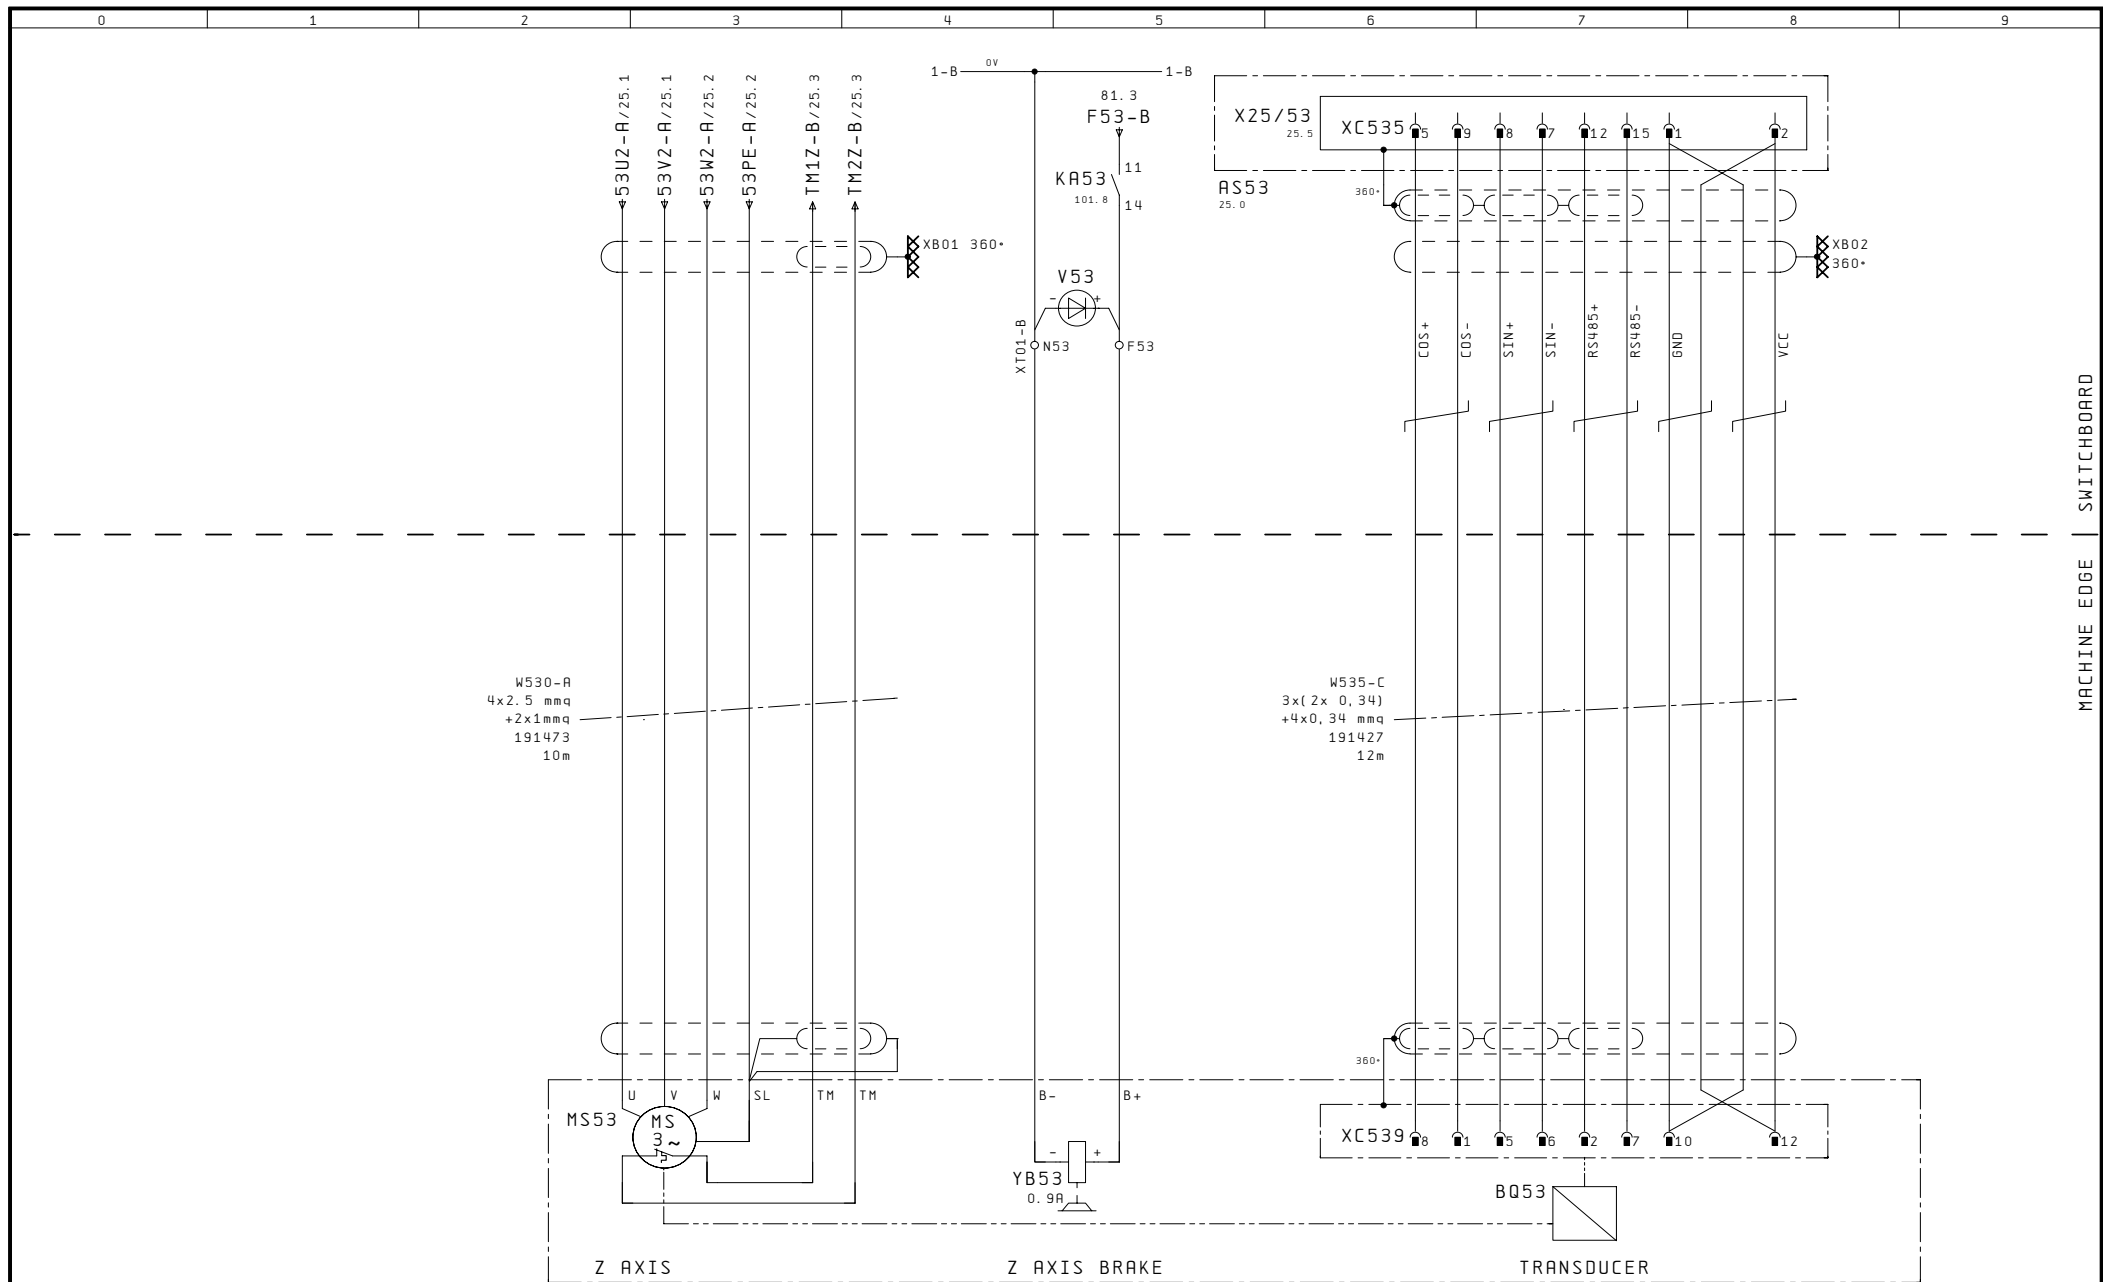 0 1 2 3 4 5 6 7 8 9
53U2-A/25.1
53V2-A/25.1
53W2-A/25.2
53PE-A/25.2
TM1Z-B/25.3
TM2Z-B/25.3
1-B 0V 1-B
81.3
F53-B
11
KA53
101.8
14
X25/53
25.5
XC535 5 9 8 7 12 15 1 2
AS53
25.0
360°
XB01 360°
XB02
360°
V53
- +
XT01-B
N53
F53
COS+
COS-
SIN+
SIN-
RS485+
RS485-
GND
VCC
SWITCHBOARD
MACHINE EDGE
W530-A
4x2.5 mmq
+2x1mmq
191473
10m
W535-C
3x(2x 0,34)
+4x0,34 mmq
191427
12m
360°
U V W SL TM TM
B- B+
MS53
MS
3~
XC539 8 1 5 6 2 7 10 12
- +
YB53
0.9A
BQ53
Z AXIS
Z AXIS BRAKE
TRANSDUCER